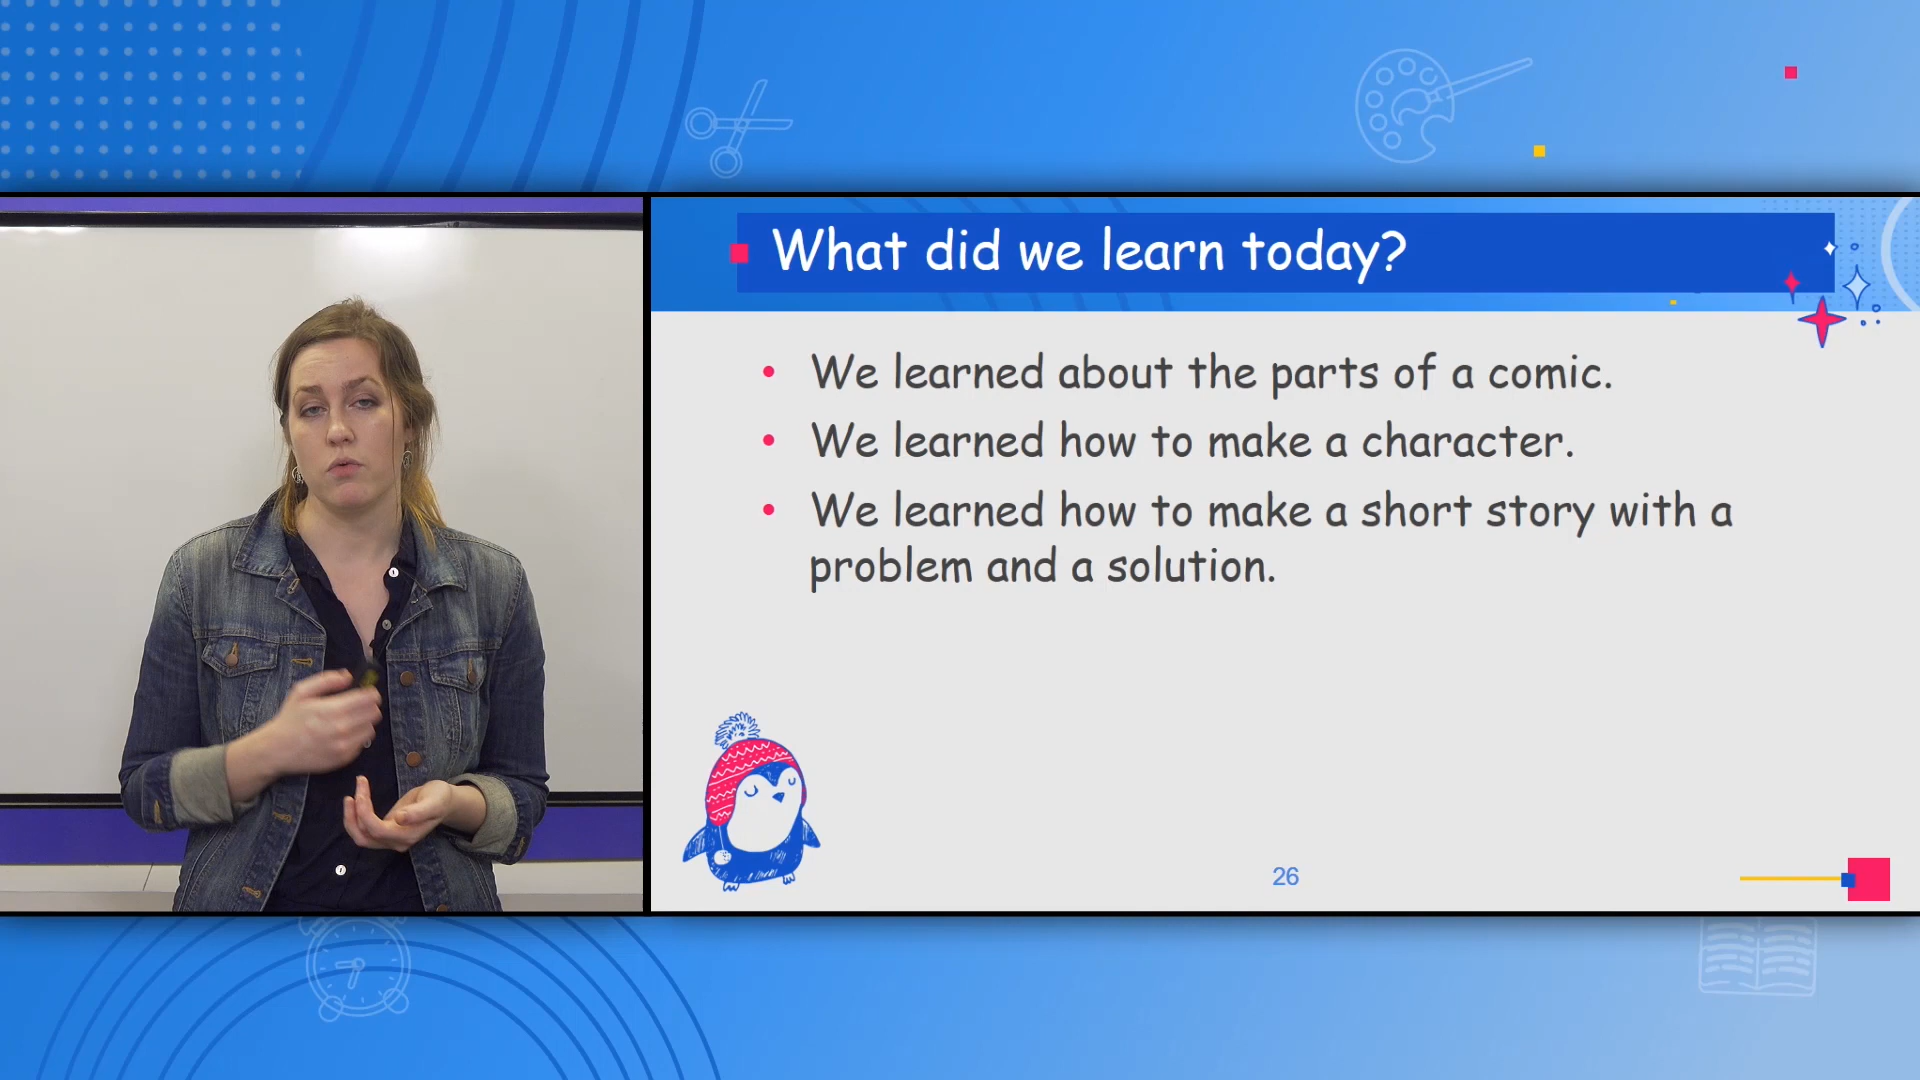 What did we learn today?
• We learned about the parts of a comic.
• We learned how to make a character.
• We learned how to make a short story with a
problem and a solution.
26